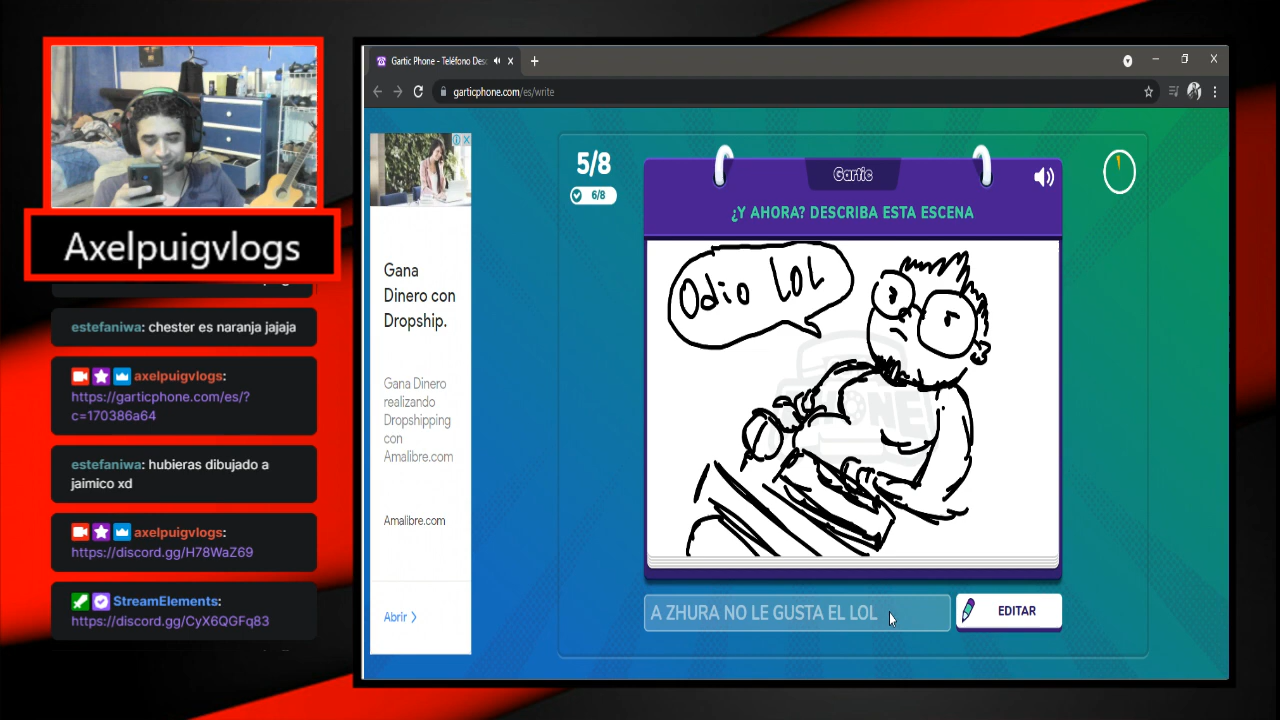 Gartic Phone - Teléfono Des
garticphone.com/es/write
Axelpuigvlogs
estefaniwa: chester es naranja jajaja
axelpuigvlogs:
https://garticphone.com/es/?
c=170386a64
estefaniwa: hubieras dibujado a
jaimico xd
axelpuigvlogs:
https://discord.gg/H78WaZ69
StreamElements:
https://discord.gg/CyX6QGFq83
Gana
Dinero con
Dropship.
Gana Dinero
realizando
Dropshipping
con
Amalibre.com
Amalibre.com
Abrir
5/8
6/8
Gartic
¿Y AHORA? DESCRIBA ESTA ESCENA
Odio LOL
PHONE
A ZHURA NO LE GUSTA EL LOL
EDITAR